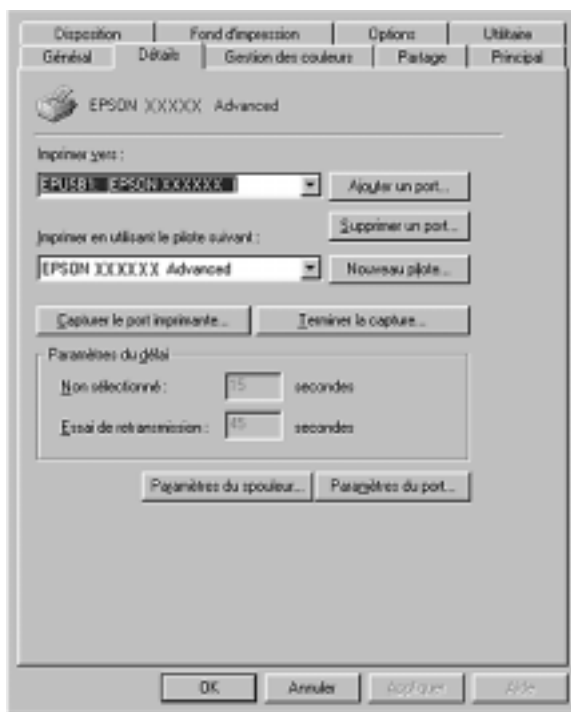 Disposition Fond d'impression Options Utilitaire
Général Détails Gestion des couleurs Partage Principal
EPSON XXXXX Advanced
Imprimer vers :
EPUSB1: (EPSON XXXXXX )
Ajouter un port...
Supprimer un port...
Imprimer en utilisant le pilote suivant :
EPSON XXXXXX Advanced
Nouveau pilote...
Capturer le port imprimante... Terminer la capture...
Paramètres du délai
Non sélectionné : 15 secondes
Essai de retransmission : 45 secondes
Paramètres du spouleur... Paramètres du port...
OK Annuler Appliquer Aide